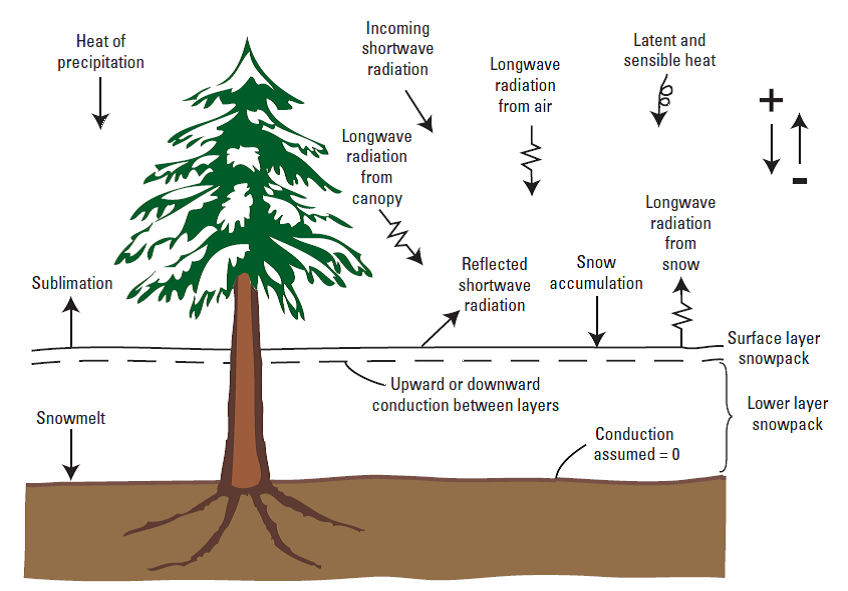 Heat of
precipitation
Incoming
shortwave
radiation
Longwave
radiation
from air
Latent and
sensible heat
+
-
Longwave
radiation
from
canopy
Longwave
radiation
from
snow
Sublimation
Reflected
shortwave
radiation
Snow
accumulation
Surface layer
snowpack
Upward or downward
conduction between layers
Lower layer
snowpack
Snowmelt
Conduction
assumed = 0